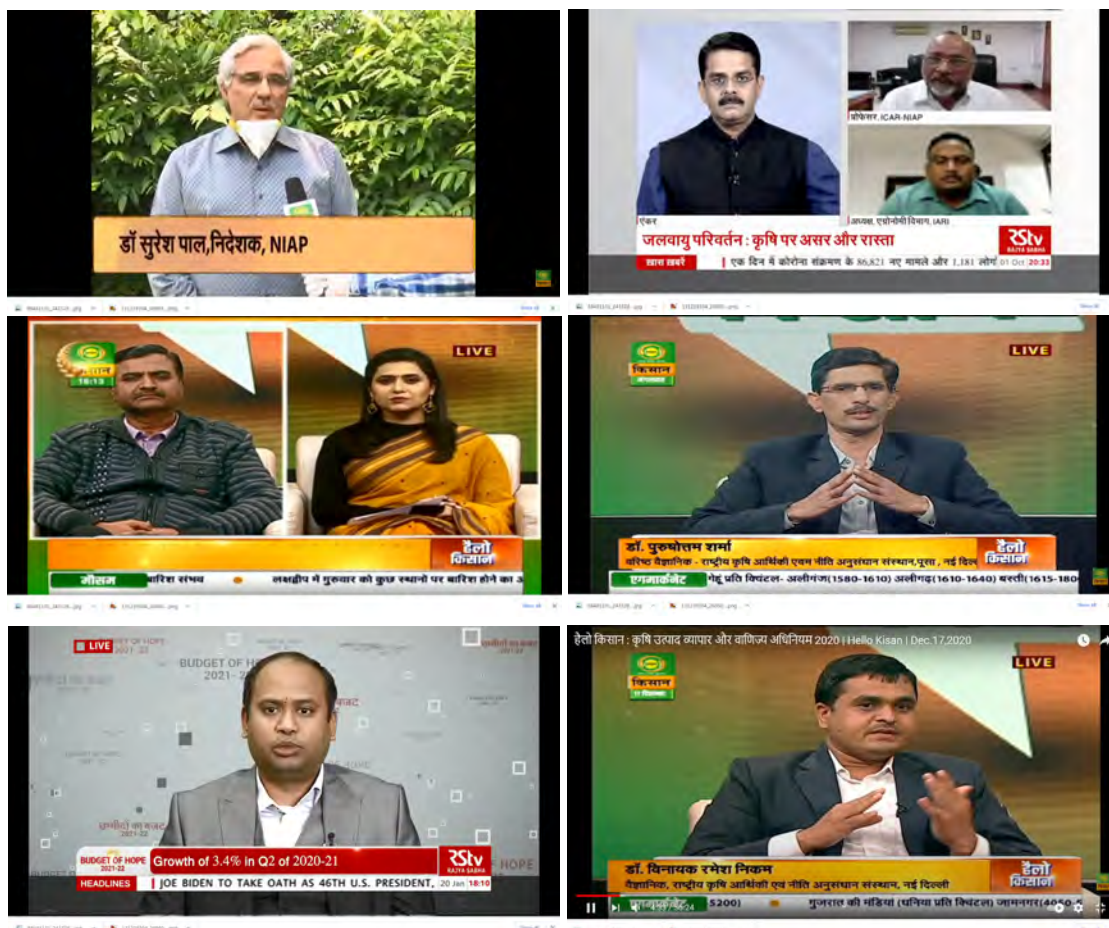 डॉ सुरेश पाल,निदेशक, NIAP
प्रोफेसर, ICAR-NIAP
एंकर
अध्यक्ष, एग्रोनोमी विभाग, IARI
जलवायु परिवर्तन : कृषि पर असर और रास्ता
RStv
RAJYA SABHA
ख़ास ख़बरें
एक दिन में कोरोना संक्रमण के 86,821 नए मामले और 1,181 लोगों
01 Oct 20:33
LIVE
किसान
हैलो
किसान
मौसम
बारिश संभव
लक्षद्वीप में गुरुवार को कुछ स्थानों पर बारिश होने का अ
LIVE
किसान
डॉ. पुरुषोत्तम शर्मा
वरिष्ठ वैज्ञानिक - राष्ट्रीय कृषि आर्थिकी एवम नीति अनुसंधान संस्थान,पूसा , नई दिल
हैलो
किसान
एगमार्कनेट
गेहूं प्रति क्विंटल- अलीगंज(1580-1610) अलीगढ़(1610-1640) बस्ती(1615-180
LIVE
BUDGET OF HOPE
2021-22
BUDGET OF HOPE
2021-22
Growth of 3.4% in Q2 of 2020-21
RStv
RAJYA SABHA
HEADLINES
JOE BIDEN TO TAKE OATH AS 46TH U.S. PRESIDENT,
20 Jan 18:10
हैलो किसान : कृषि उत्पाद व्यापार और वाणिज्य अधिनियम 2020 | Hello Kisan | Dec.17,2020
LIVE
किसान
डॉ. विनायक रमेश निकम
वैज्ञानिक, राष्ट्रीय कृषि आर्थिकी एवं नीति अनुसंधान संस्थान, नई दिल्ली
हैलो
किसान
5200)
गुजरात की मंडियां (धनिया प्रति क्विंटल) जामनगर(4050-5